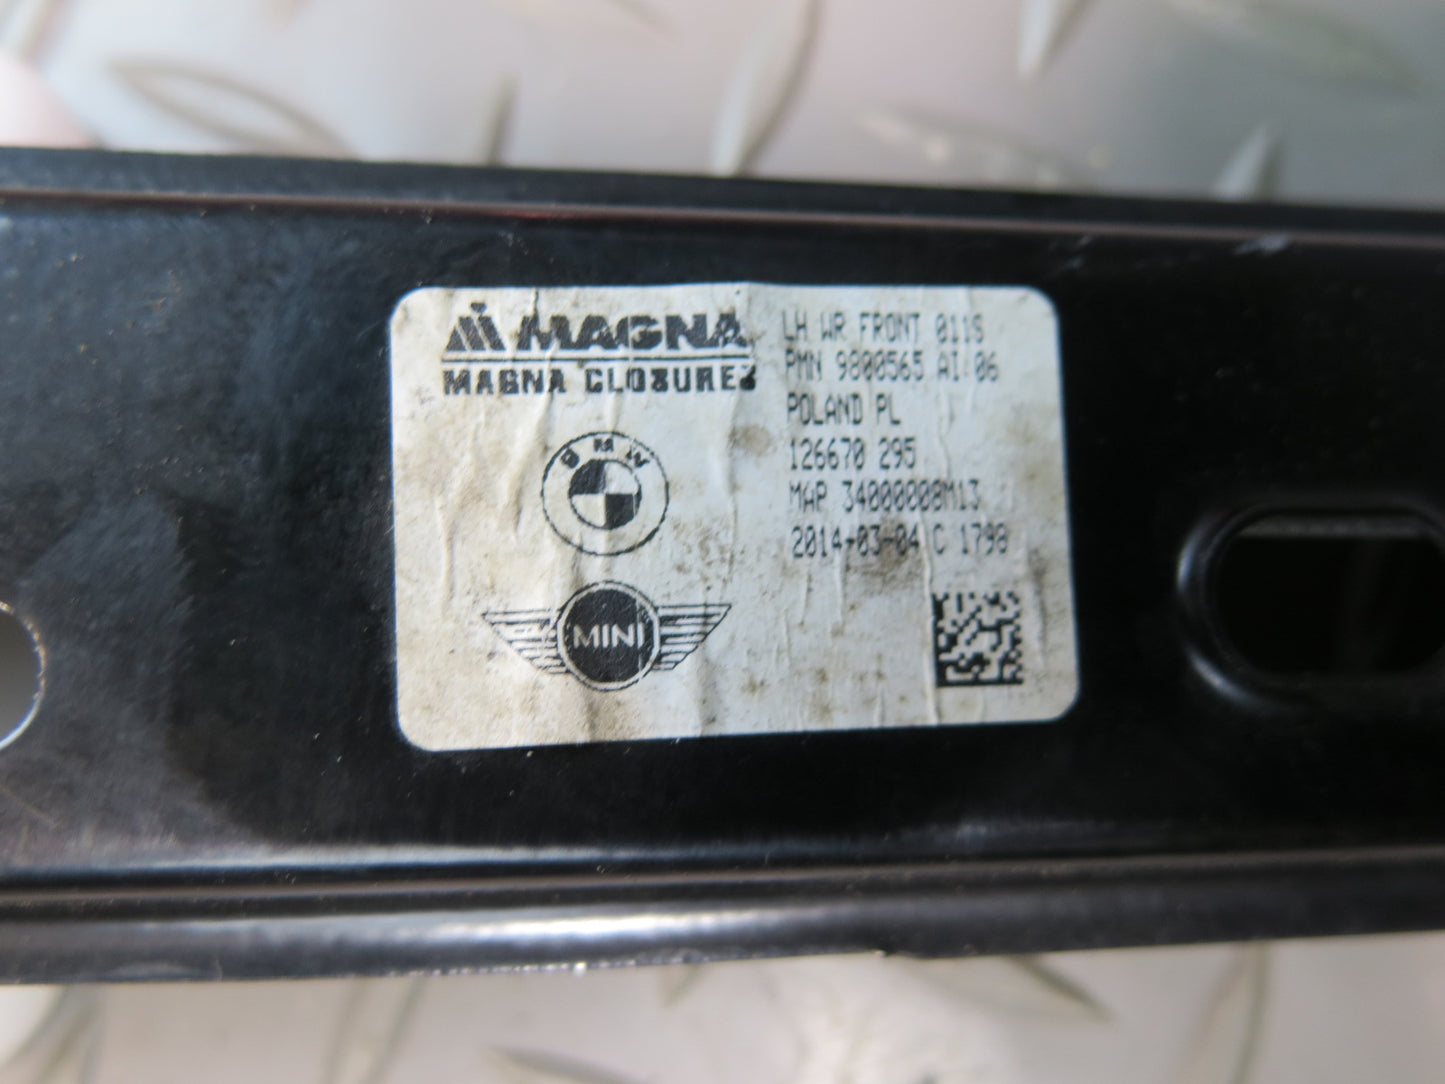 MAGNA
MAGNA CLOSURES
BMW
MINI
LH WR FRONT 011S
PMN 9800565 AI 06
POLAND PL
126670 295
MAP 34000008M13
2014-03-04 C 1798